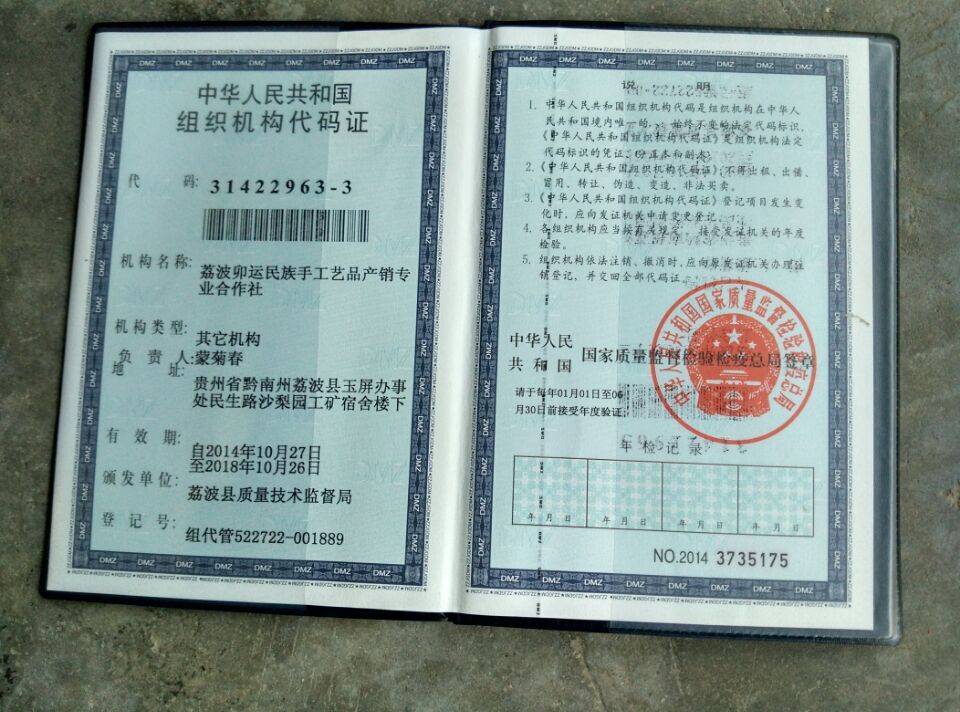 中华人民共和国
组织机构代码证
代 码: 31422963-3
机构名称: 荔波卯运民族手工艺品产销专
业合作社
机构类型: 其它机构
负 责 人: 蒙菊春
地 址: 贵州省黔南州荔波县玉屏办事
处民生路沙梨园工矿宿舍楼下
有 效 期: 自2014年10月27日
至2018年10月26日
颁发单位: 荔波县质量技术监督局
登 记 号: 组代管522722-001889
说 明
1. 中华人民共和国组织机构代码是组织机构在中华人
民共和国境内唯一的、始终不变的法定代码标识,
《中华人民共和国组织机构代码证》是组织机构法定
代码标识的凭证、(分正本和副本)
2.《中华人民共和国组织机构代码证》不得出租、出借、
冒用、转让、伪造、变造、非法买卖。
3.《中华人民共和国组织机构代码证》登记项目发生变
化时,应向发证机关申请变更登记。
4. 各组织机构应当按有关规定,接受发证机关的年度
检验。
5. 组织机构依法注销、撤消时,应向原发证机关办理注
销登记,并交回全部代码证。
中华人民
共 和 国 国家质量监督检验检疫总局签章
中华人民共和国国家质量监督检验检疫总局
请于每年01月01日至06
月30日前接受年度验证
年检记录
年 月 日 年 月 日 年 月 日 年 月 日
NO.2014 3735175